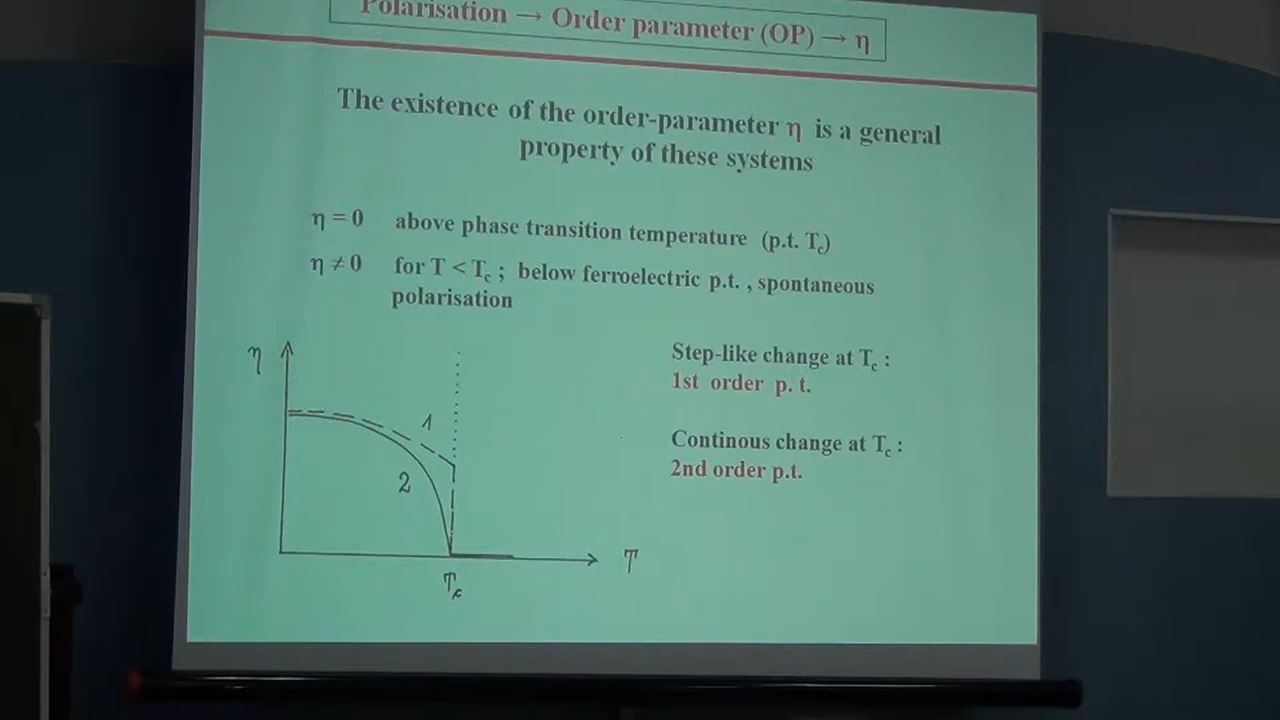 Polarisation → Order parameter (OP) → η
The existence of the order-parameter η is a general
property of these systems
η = 0 above phase transition temperature (p.t. Tc)
η ≠ 0 for T < Tc ; below ferroelectric p.t. , spontaneous
polarisation
η
Step-like change at Tc :
1st order p. t.
1
Continous change at Tc :
2nd order p.t.
2
T
Tc